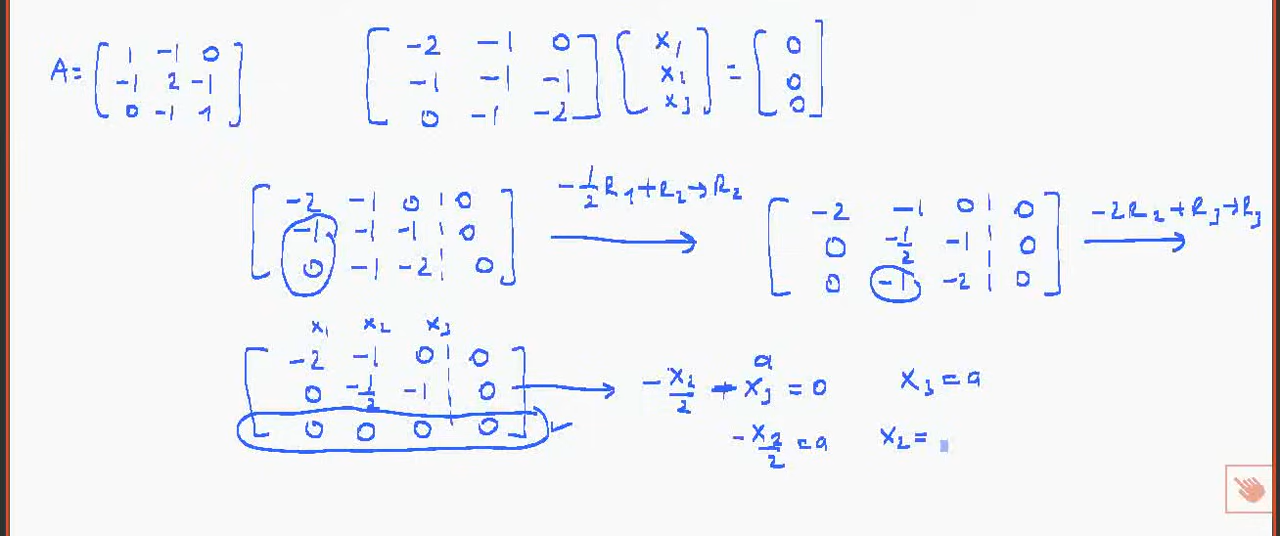 A = [ 1 -1 0 ; -1 2 -1 ; 0 -1 1 ]
[ -2 -1 0 ; -1 -1 -1 ; 0 -1 -2 ] [ x₁ ; x₂ ; x₃ ] = [ 0 ; 0 ; 0 ]
[ -2 -1 0 | 0 ; -1 -1 -1 | 0 ; 0 -1 -2 | 0 ] -1/2 R₁ + R₂ → R₂ [ -2 -1 0 | 0 ; 0 -1/2 -1 | 0 ; 0 -1 -2 | 0 ] -2R₂ + R₃ → R₃
x₁ x₂ x₃
[ -2 -1 0 | 0 ; 0 -1/2 -1 | 0 ; 0 0 0 | 0 ]
a
-x₂/2 - x₃ = 0 x₃ = a
-x₂/2 = a x₂ =